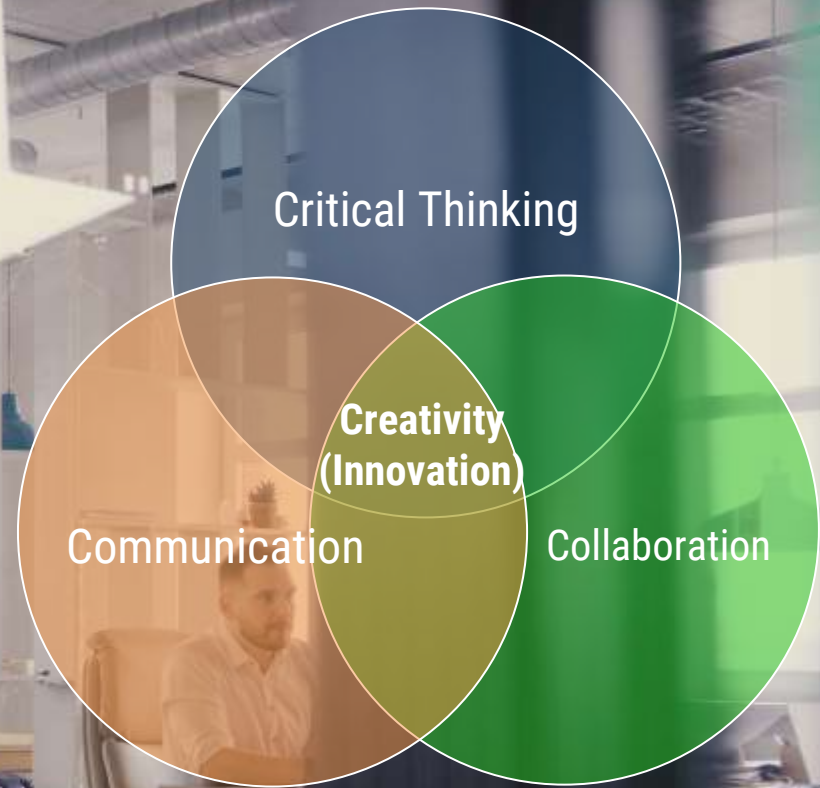 Critical Thinking
Creativity
(Innovation)
Communication
Collaboration